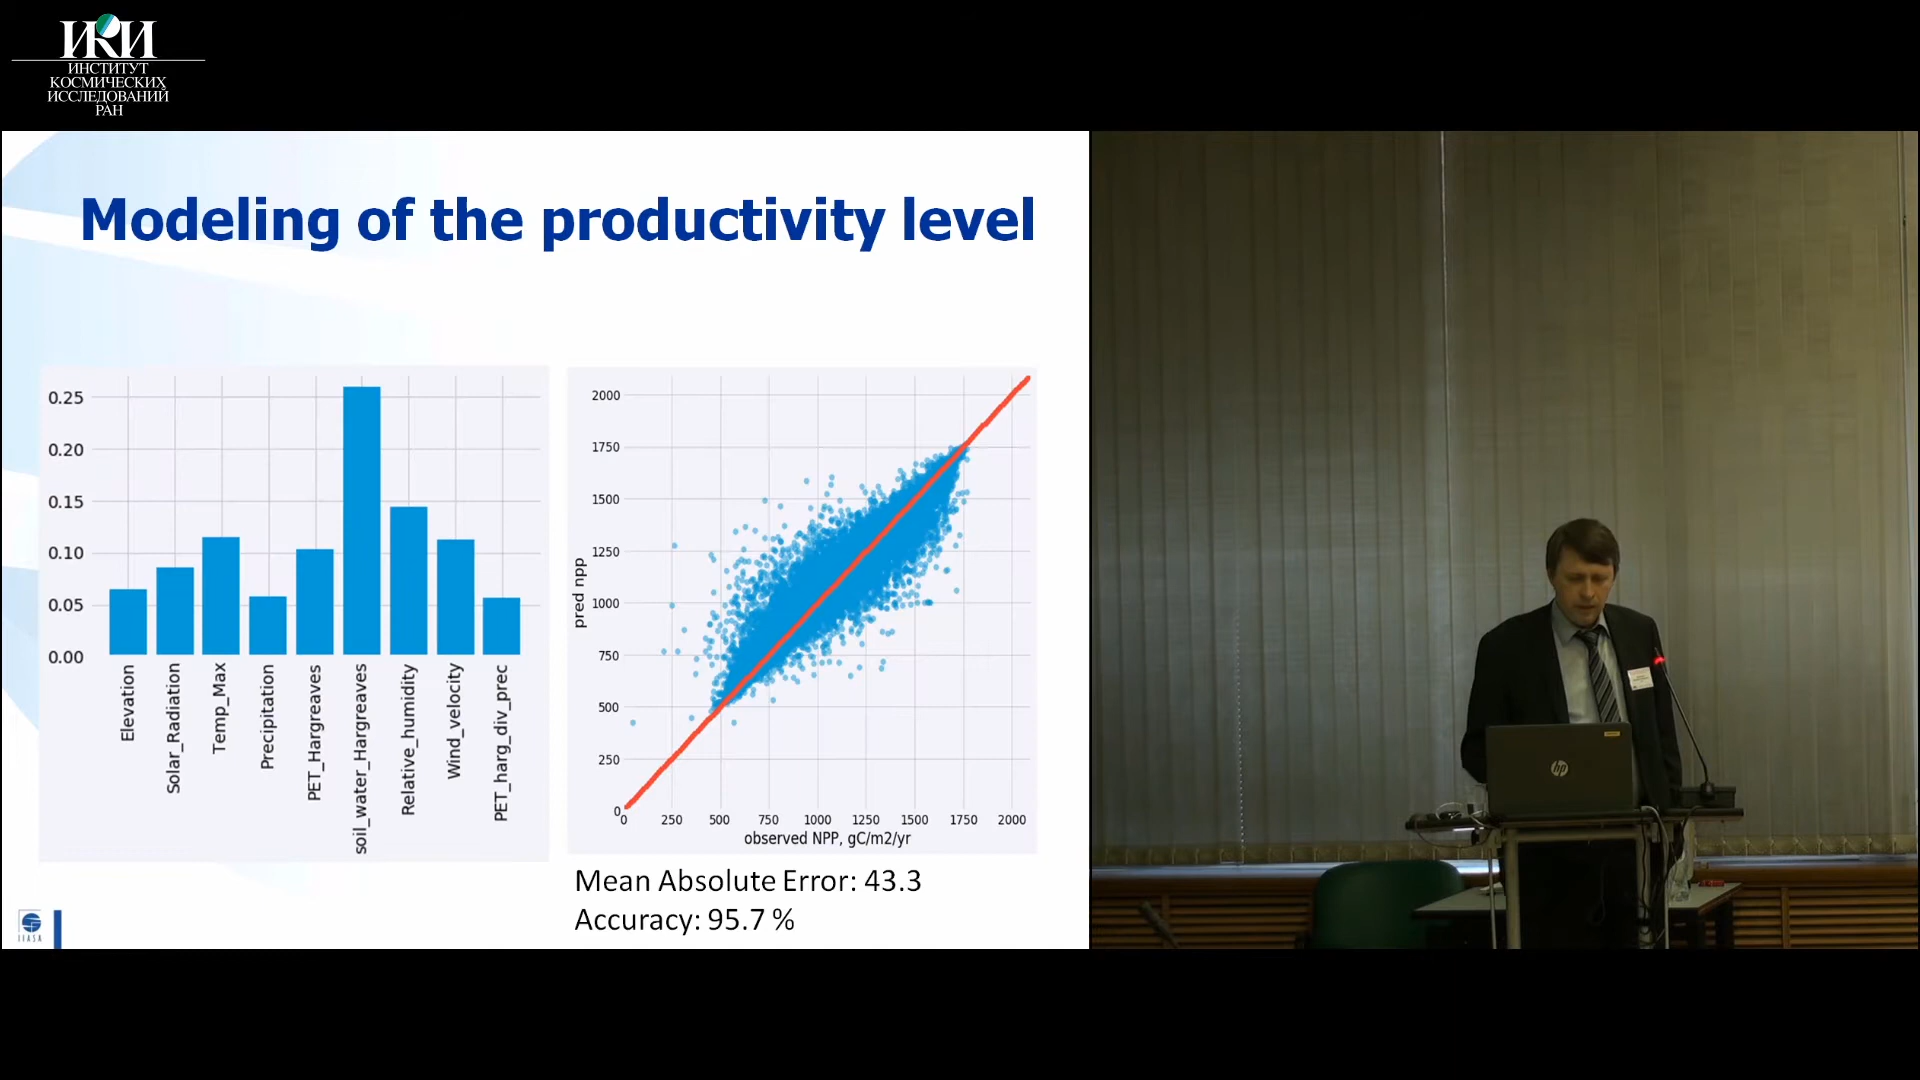 ИКИ
ИНСТИТУТ
КОСМИЧЕСКИХ
ИССЛЕДОВАНИЙ
РАН
Modeling of the productivity level
0.25
0.20
0.15
0.10
0.05
0.00
Elevation
Solar_Radiation
Temp_Max
Precipitation
PET_Hargreaves
soil_water_Hargreaves
Relative_humidity
Wind_velocity
PET_harg_div_prec
2000
1750
1500
1250
1000
750
500
250
0
pred npp
0 250 500 750 1000 1250 1500 1750 2000
observed NPP, gC/m2/yr
Mean Absolute Error: 43.3
Accuracy: 95.7 %
IIASA
hp